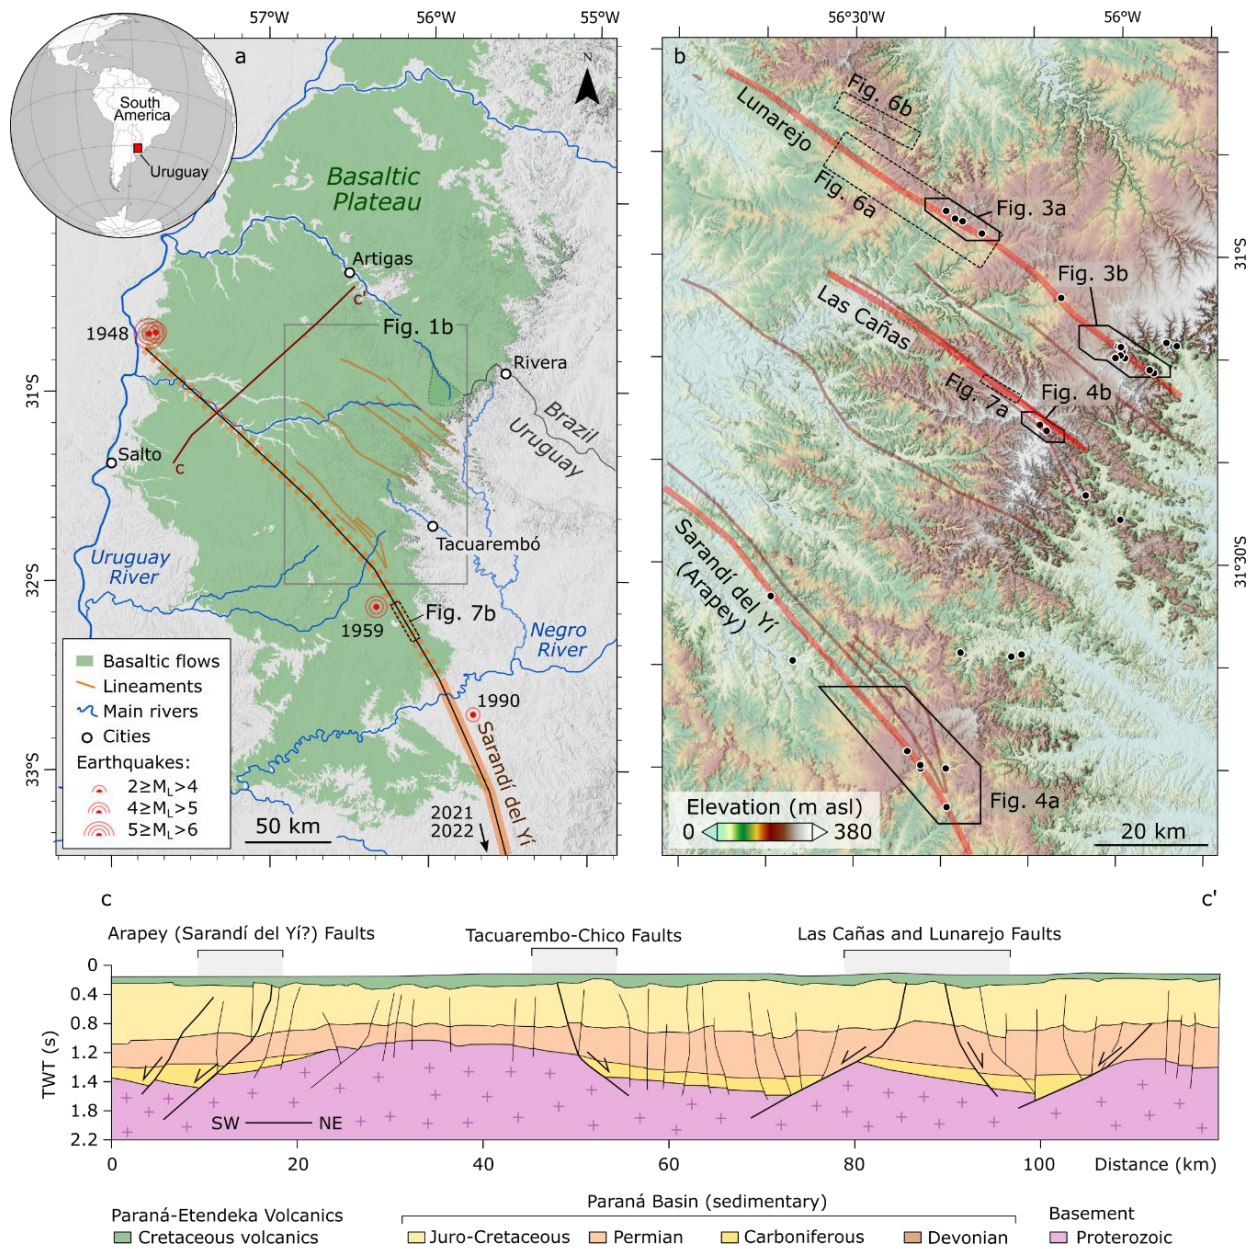 57°W
56°W
55°W
56°30'W
56°W
a
N
South
America
Uruguay
Basaltic
Plateau
Artigas
c'
1948
Fig. 1b
Rivera
31°S
Brazil
Uruguay
Salto
c
Tacuarembó
Uruguay
River
32°S
1959
Fig. 7b
Negro
River
1990
Sarandí del Yí
33°S
2021
2022
50 km
Basaltic flows
Lineaments
Main rivers
Cities
Earthquakes:
2≥ML>4
4≥ML>5
5≥ML>6
b
Lunarejo
Fig. 6b
Fig. 6a
Fig. 3a
31°S
Fig. 3b
Las Cañas
Fig. 7a
Fig. 4b
Sarandí del Yí
(Arapey)
31°30'S
Fig. 4a
Elevation (m asl)
0 380
20 km
c
c'
Arapey (Sarandí del Yí?) Faults
Tacuarembo-Chico Faults
Las Cañas and Lunarejo Faults
TWT (s)
0
0.4
0.8
1.2
1.4
1.8
2.2
SW NE
0 20 40 60 80 100 Distance (km)
Paraná-Etendeka Volcanics
Cretaceous volcanics
Paraná Basin (sedimentary)
Juro-Cretaceous Permian Carboniferous Devonian
Basement
Proterozoic